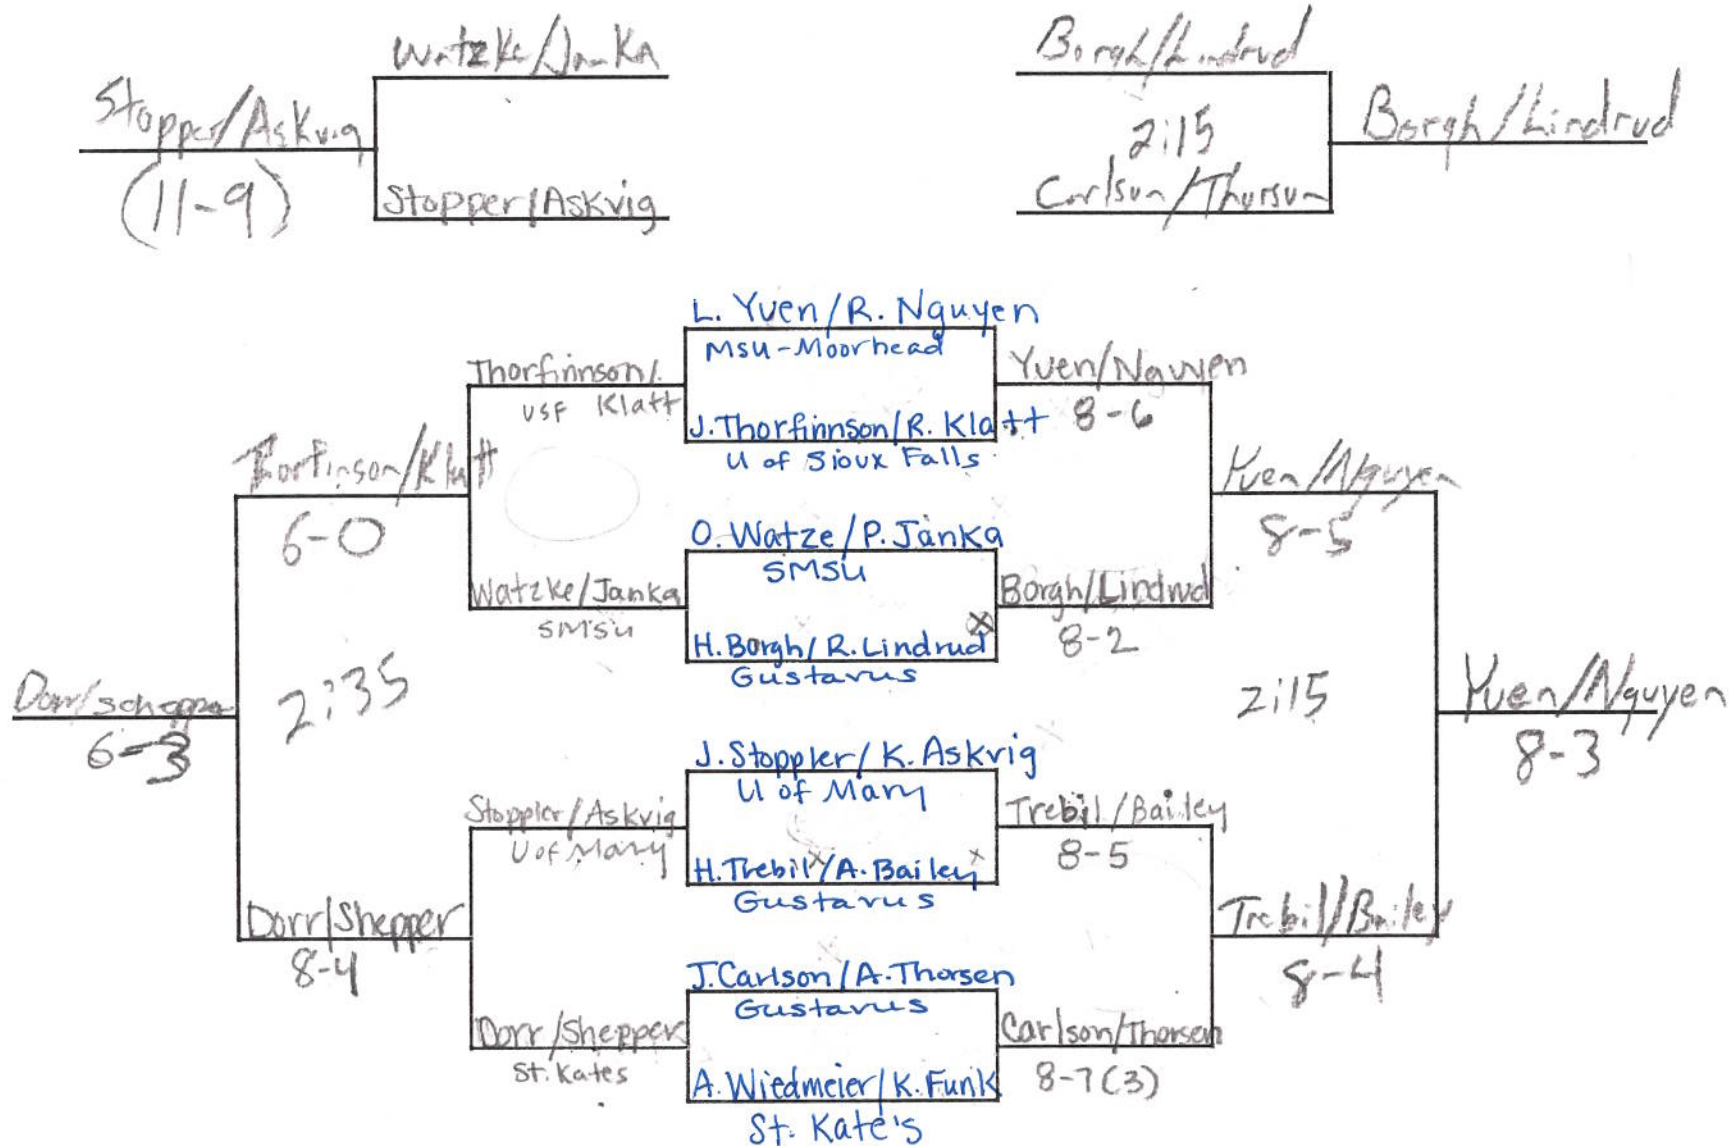 Watzke/Janka
Stopper/Askvig
(11-9)
Stopper/Askvig
Borgh/Lindrud
2:15
Borgh/Lindrud
Carlson/Thorson
L. Yuen/R. Nguyen
MSU-Moorhead
Thorfinnson/
USF Klatt
Yuen/Nguyen
8-6
J. Thorfinnson/R. Klatt
U of Sioux Falls
Thorfinson/Klatt
6-0
Yuen/Nguyen
8-5
O. Watze/P. Janka
SMSU
Watzke/Janka
SMSU
Borgh/Lindrud
8-2
H. Borgh/R. Lindrud
Gustavus
Dorr/Schepper
6-3
2:35
2:15
Yuen/Nguyen
8-3
J. Stoppler/K. Askvig
U of Mary
Stoppler/Askvig
U of Mary
Trebil/Bailey
8-5
H. Trebil/A. Bailey
Gustavus
Dorr/Shepper
8-4
Trebil/Bailey
8-4
J. Carlson/A. Thorsen
Gustavus
Dorr/Shepper
St. Kates
Carlson/Thorsen
8-7(3)
A. Wiedmeier/K. Funk
St. Kate's